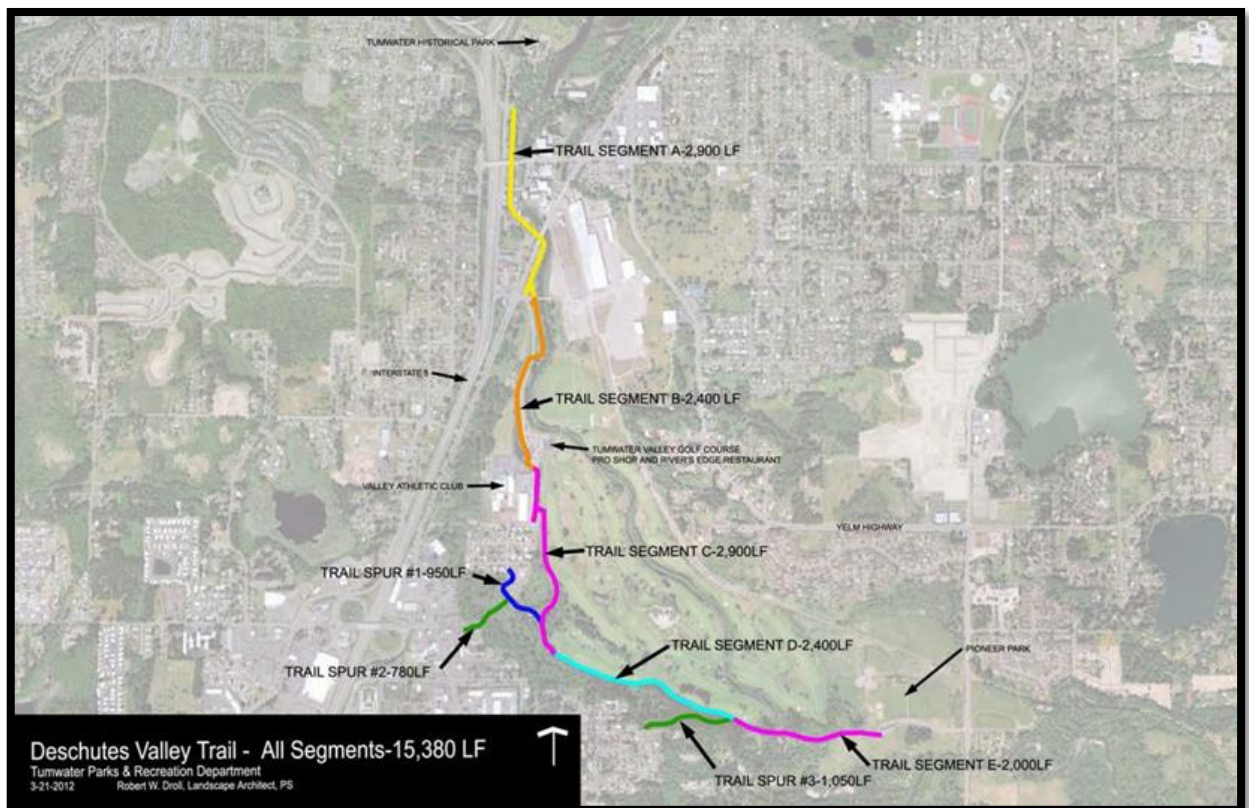 TUMWATER HISTORICAL PARK
TRAIL SEGMENT A-2,900 LF
INTERSTATE 5
TRAIL SEGMENT B-2,400 LF
TUMWATER VALLEY GOLF COURSE
PRO SHOP AND RIVER'S EDGE RESTAURANT
VALLEY ATHLETIC CLUB
YELM HIGHWAY
TRAIL SEGMENT C-2,900LF
TRAIL SPUR #1-950LF
TRAIL SEGMENT D-2,400LF
PIONEER PARK
TRAIL SPUR #2-780LF
TRAIL SEGMENT E-2,000LF
TRAIL SPUR #3-1,050LF
Deschutes Valley Trail - All Segments-15,380 LF
Tumwater Parks & Recreation Department
3-21-2012 Robert W. Droll, Landscape Architect, PS